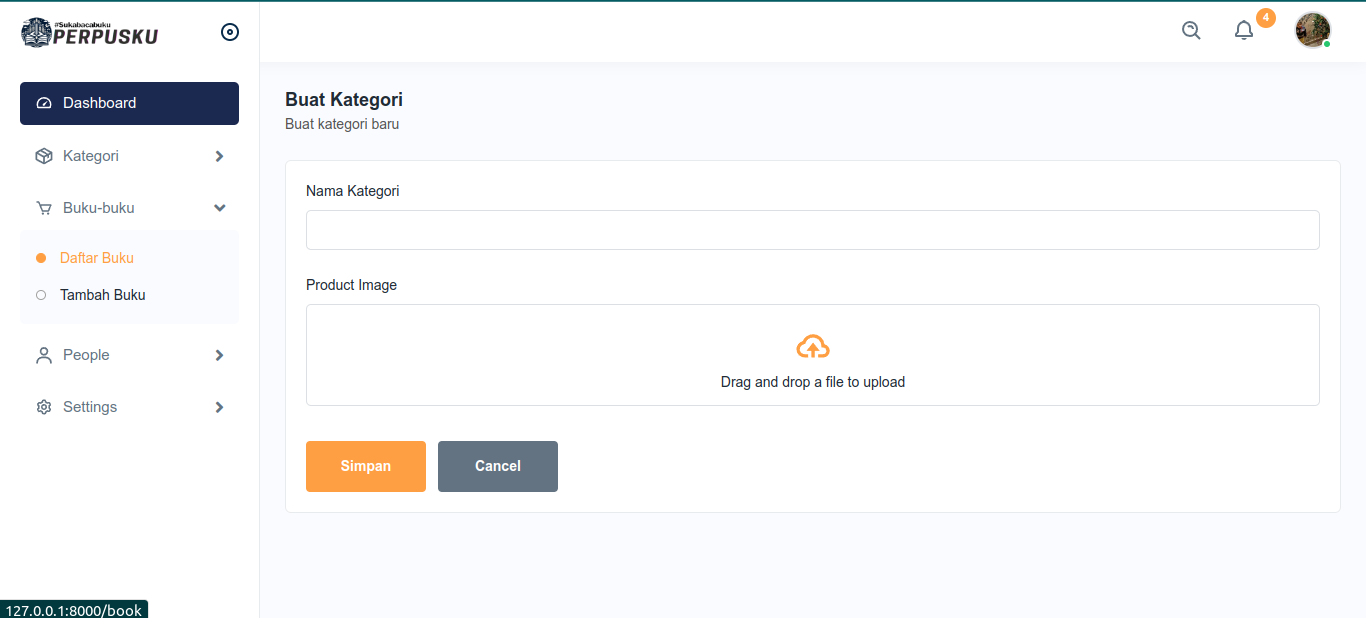 #Sukabacabuku
PERPUSKU
4
Dashboard
Kategori
Buku-buku
Daftar Buku
Tambah Buku
People
Settings
Buat Kategori
Buat kategori baru
Nama Kategori
Product Image
Drag and drop a file to upload
Simpan
Cancel
127.0.0.1:8000/book